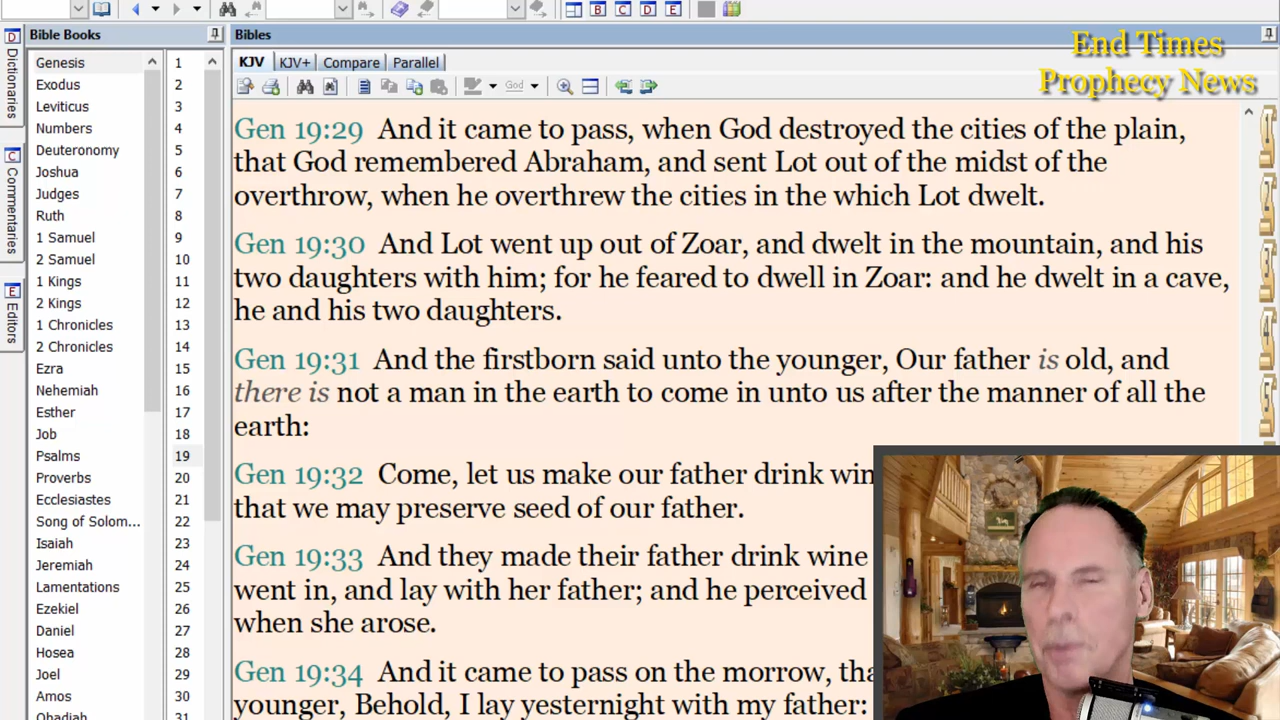 Bible Books
Bibles
End Times
Prophecy News
Dictionaries
Commentaries
Editors
D
C
E
B C D E
KJV KJV+ Compare Parallel
God
Genesis 1
Exodus 2
Leviticus 3
Numbers 4
Deuteronomy 5
Joshua 6
Judges 7
Ruth 8
1 Samuel 9
2 Samuel 10
1 Kings 11
2 Kings 12
1 Chronicles 13
2 Chronicles 14
Ezra 15
Nehemiah 16
Esther 17
Job 18
Psalms 19
Proverbs 20
Ecclesiastes 21
Song of Solom... 22
Isaiah 23
Jeremiah 24
Lamentations 25
Ezekiel 26
Daniel 27
Hosea 28
Joel 29
Amos 30
Obadiah 31
Gen 19:29 And it came to pass, when God destroyed the cities of the plain,
that God remembered Abraham, and sent Lot out of the midst of the
overthrow, when he overthrew the cities in the which Lot dwelt.
Gen 19:30 And Lot went up out of Zoar, and dwelt in the mountain, and his
two daughters with him; for he feared to dwell in Zoar: and he dwelt in a cave,
he and his two daughters.
Gen 19:31 And the firstborn said unto the younger, Our father is old, and
there is not a man in the earth to come in unto us after the manner of all the
earth:
Gen 19:32 Come, let us make our father drink win
that we may preserve seed of our father.
Gen 19:33 And they made their father drink wine
went in, and lay with her father; and he perceived
when she arose.
Gen 19:34 And it came to pass on the morrow, tha
younger, Behold, I lay yesternight with my father: